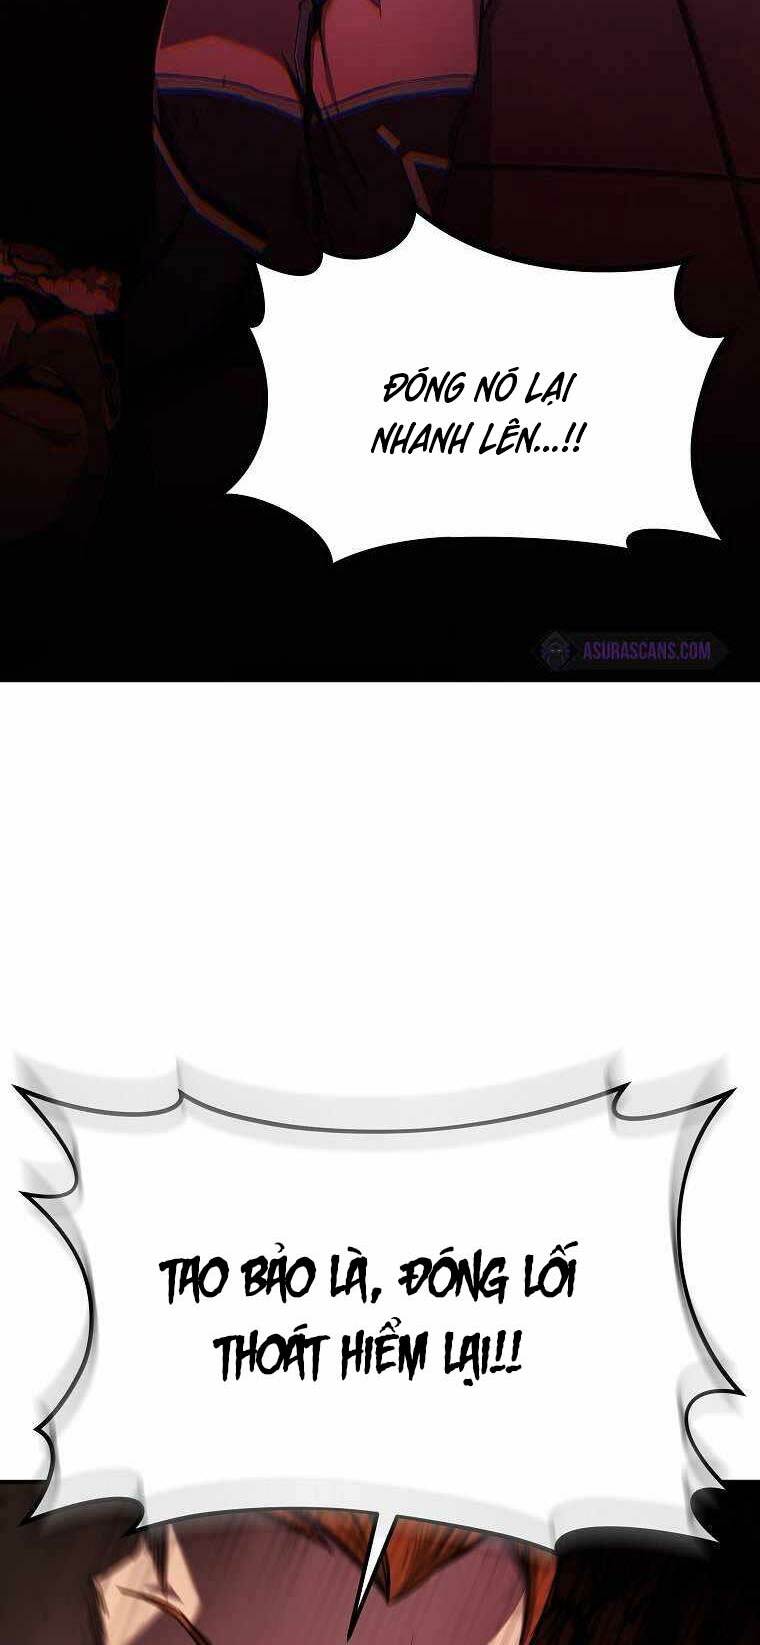 ĐÓNG NÓ LẠI
NHANH LÊN...!!
ASURASCANS.COM
TAO BẢO LÀ, ĐÓNG LỐI
THOÁT HIỂM LẠI!!